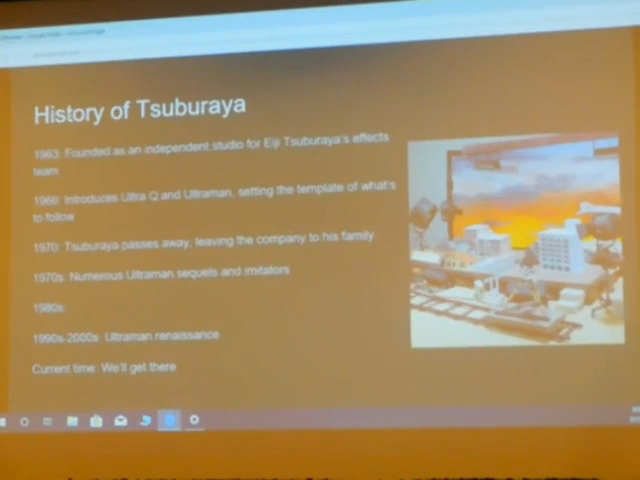 History of Tsuburaya
1963: Founded as an independent studio for Eiji Tsuburaya's effects
team
1966: Introduces Ultra Q and Ultraman, setting the template of what's
to follow
1970: Tsuburaya passes away, leaving the company to his family
1970s: Numerous Ultraman sequels and imitators
1980s:
1990s-2000s: Ultraman renaissance
Current time: We'll get there